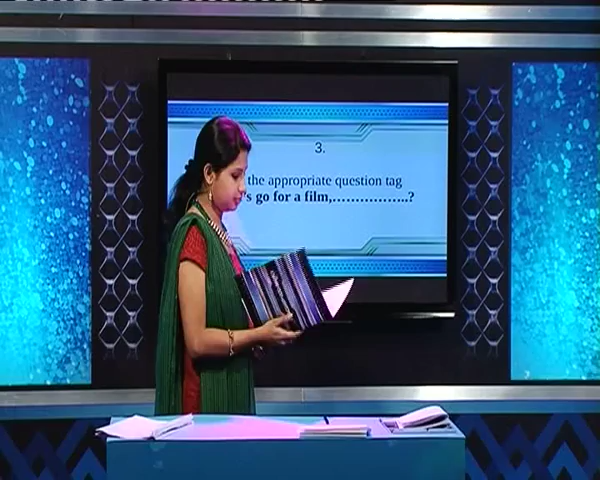 3.
the appropriate question tag
's go for a film,……………..?